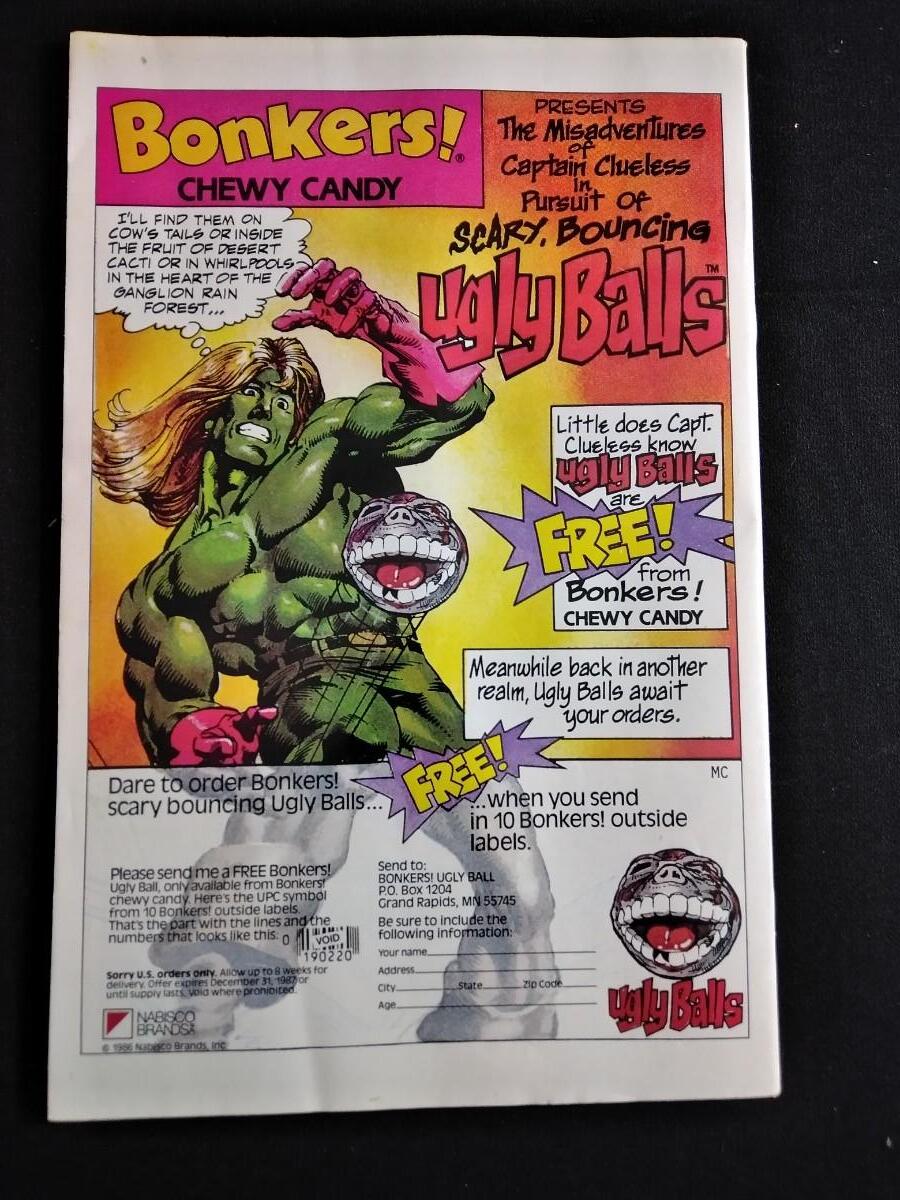 Bonkers!®
CHEWY CANDY
PRESENTS
The Misadventures
of
Captain Clueless
In
Pursuit Of
SCARY, Bouncing
Ugly Balls™
I'LL FIND THEM ON
COW'S TAILS OR INSIDE
THE FRUIT OF DESERT
CACTI OR IN WHIRLPOOLS
IN THE HEART OF THE
GANGLION RAIN
FOREST...
Little does Capt.
Clueless know
Ugly Balls
are
FREE!
from
Bonkers!
CHEWY CANDY
Meanwhile back in another
realm, Ugly Balls await
your orders.
MC
Dare to order Bonkers!
scary bouncing Ugly Balls...
FREE!
...when you send
in 10 Bonkers! outside
labels.
Please send me a FREE Bonkers!
Ugly Ball, only available from Bonkers!
chewy candy. Here's the UPC symbol
from 10 Bonkers! outside labels.
That's the part with the lines and the
numbers that looks like this.
0
VOID
190220
Sorry U.S. orders only. Allow up to 8 weeks for
delivery. Offer expires December 31, 1987 or
until supply lasts. Void where prohibited.
NABISCO
BRANDS
© 1986 Nabisco Brands, Inc.
Send to:
BONKERS! UGLY BALL
P.O. Box 1204
Grand Rapids, MN 55745
Be sure to include the
following information:
Your name
Address
City State Zip Code
Age
Ugly Balls